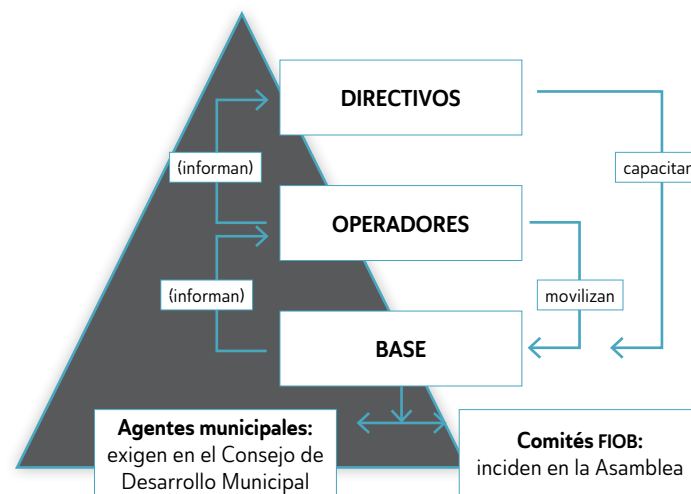 DIRECTIVOS
(informan)
capacitan
OPERADORES
(informan)
movilizan
BASE
Agentes municipales:
exigen en el Consejo de
Desarrollo Municipal
Comités FIOB:
inciden en la Asamblea